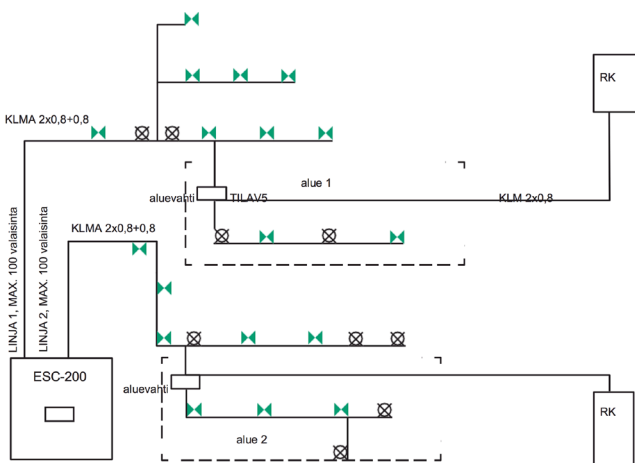 RK
KLMA 2x0,8+0,8
alue 1
aluevahti
TILAV5
KLM 2x0,8
KLMA 2x0,8+0,8
LINJA 1, MAX. 100 valaisinta
LINJA 2, MAX. 100 valaisinta
ESC-200
aluevahti
RK
alue 2